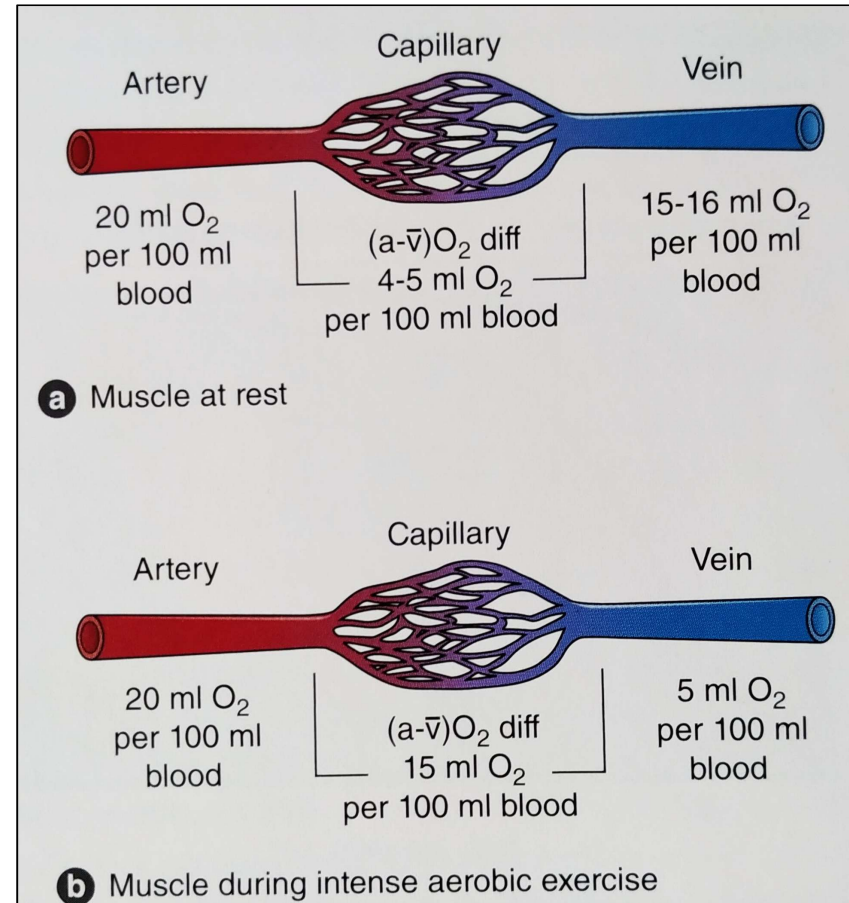 Capillary
Artery
Vein
20 ml O₂
per 100 ml
blood
(a-v̅)O₂ diff
4-5 ml O₂
per 100 ml blood
15-16 ml O₂
per 100 ml
blood
a Muscle at rest
Capillary
Artery
Vein
20 ml O₂
per 100 ml
blood
(a-v̅)O₂ diff
15 ml O₂
per 100 ml blood
5 ml O₂
per 100 ml
blood
b Muscle during intense aerobic exercise